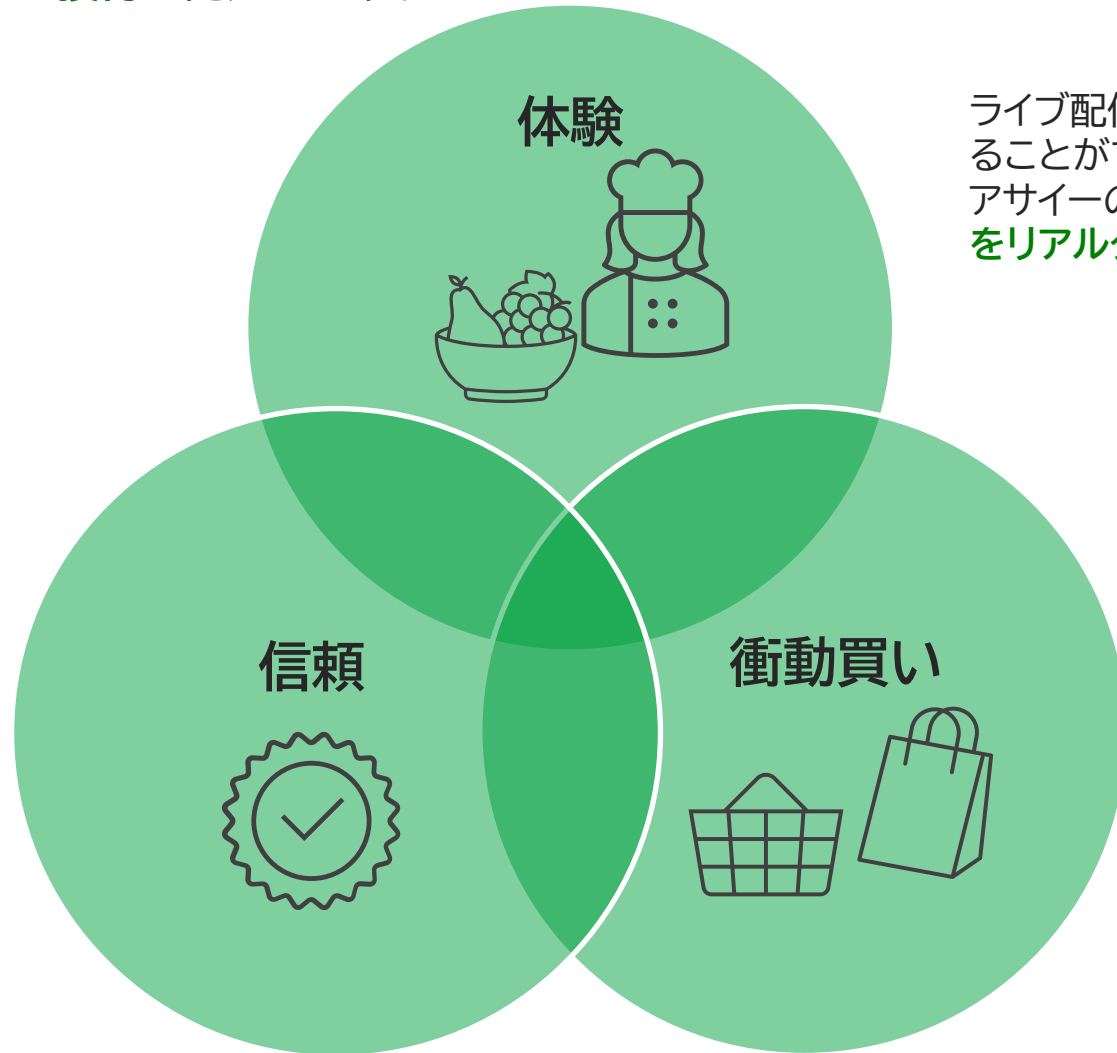 体験
ライブ配
ることが
アサイーの
をリアル
信頼
衝動買い